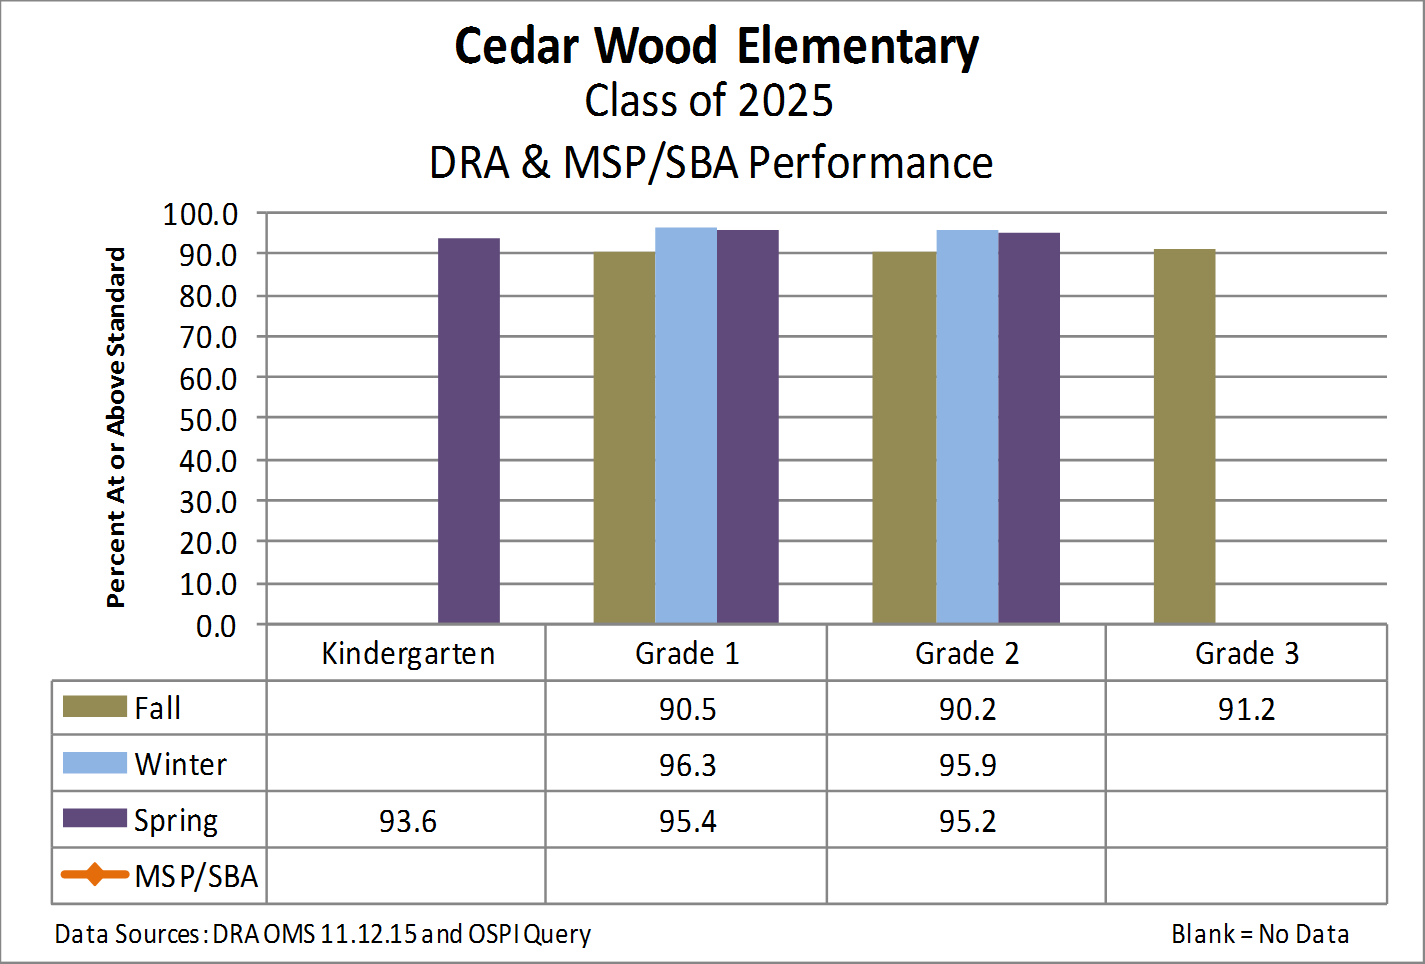 Cedar Wood Elementary
Class of 2025
DRA & MSP/SBA Performance
Percent At or Above Standard
100.0
90.0
80.0
70.0
60.0
50.0
40.0
30.0
20.0
10.0
0.0
Kindergarten Grade 1 Grade 2 Grade 3
Fall 90.5 90.2 91.2
Winter 96.3 95.9
Spring 93.6 95.4 95.2
MSP/SBA
Data Sources: DRA OMS 11.12.15 and OSPI Query Blank = No Data